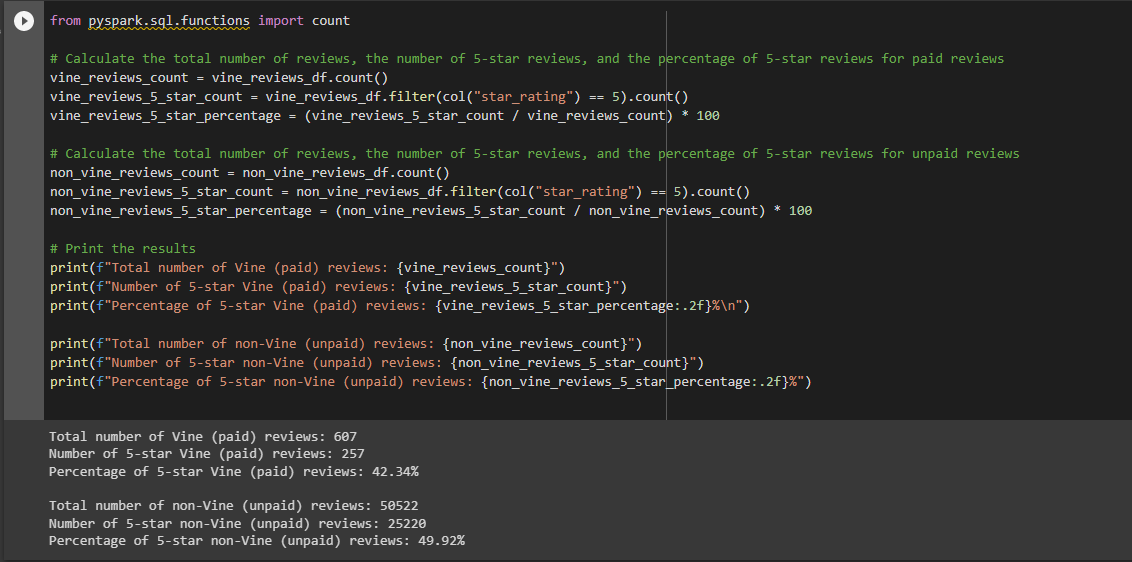 from pyspark.sql.functions import count
# Calculate the total number of reviews, the number of 5-star reviews, and the percentage of 5-star reviews for paid reviews
vine_reviews_count = vine_reviews_df.count()
vine_reviews_5_star_count = vine_reviews_df.filter(col("star_rating") == 5).count()
vine_reviews_5_star_percentage = (vine_reviews_5_star_count / vine_reviews_count) * 100
# Calculate the total number of reviews, the number of 5-star reviews, and the percentage of 5-star reviews for unpaid reviews
non_vine_reviews_count = non_vine_reviews_df.count()
non_vine_reviews_5_star_count = non_vine_reviews_df.filter(col("star_rating") == 5).count()
non_vine_reviews_5_star_percentage = (non_vine_reviews_5_star_count / non_vine_reviews_count) * 100
# Print the results
print(f"Total number of Vine (paid) reviews: {vine_reviews_count}")
print(f"Number of 5-star Vine (paid) reviews: {vine_reviews_5_star_count}")
print(f"Percentage of 5-star Vine (paid) reviews: {vine_reviews_5_star_percentage:.2f}%\n")
print(f"Total number of non-Vine (unpaid) reviews: {non_vine_reviews_count}")
print(f"Number of 5-star non-Vine (unpaid) reviews: {non_vine_reviews_5_star_count}")
print(f"Percentage of 5-star non-Vine (unpaid) reviews: {non_vine_reviews_5_star_percentage:.2f}%")
Total number of Vine (paid) reviews: 607
Number of 5-star Vine (paid) reviews: 257
Percentage of 5-star Vine (paid) reviews: 42.34%
Total number of non-Vine (unpaid) reviews: 50522
Number of 5-star non-Vine (unpaid) reviews: 25220
Percentage of 5-star non-Vine (unpaid) reviews: 49.92%